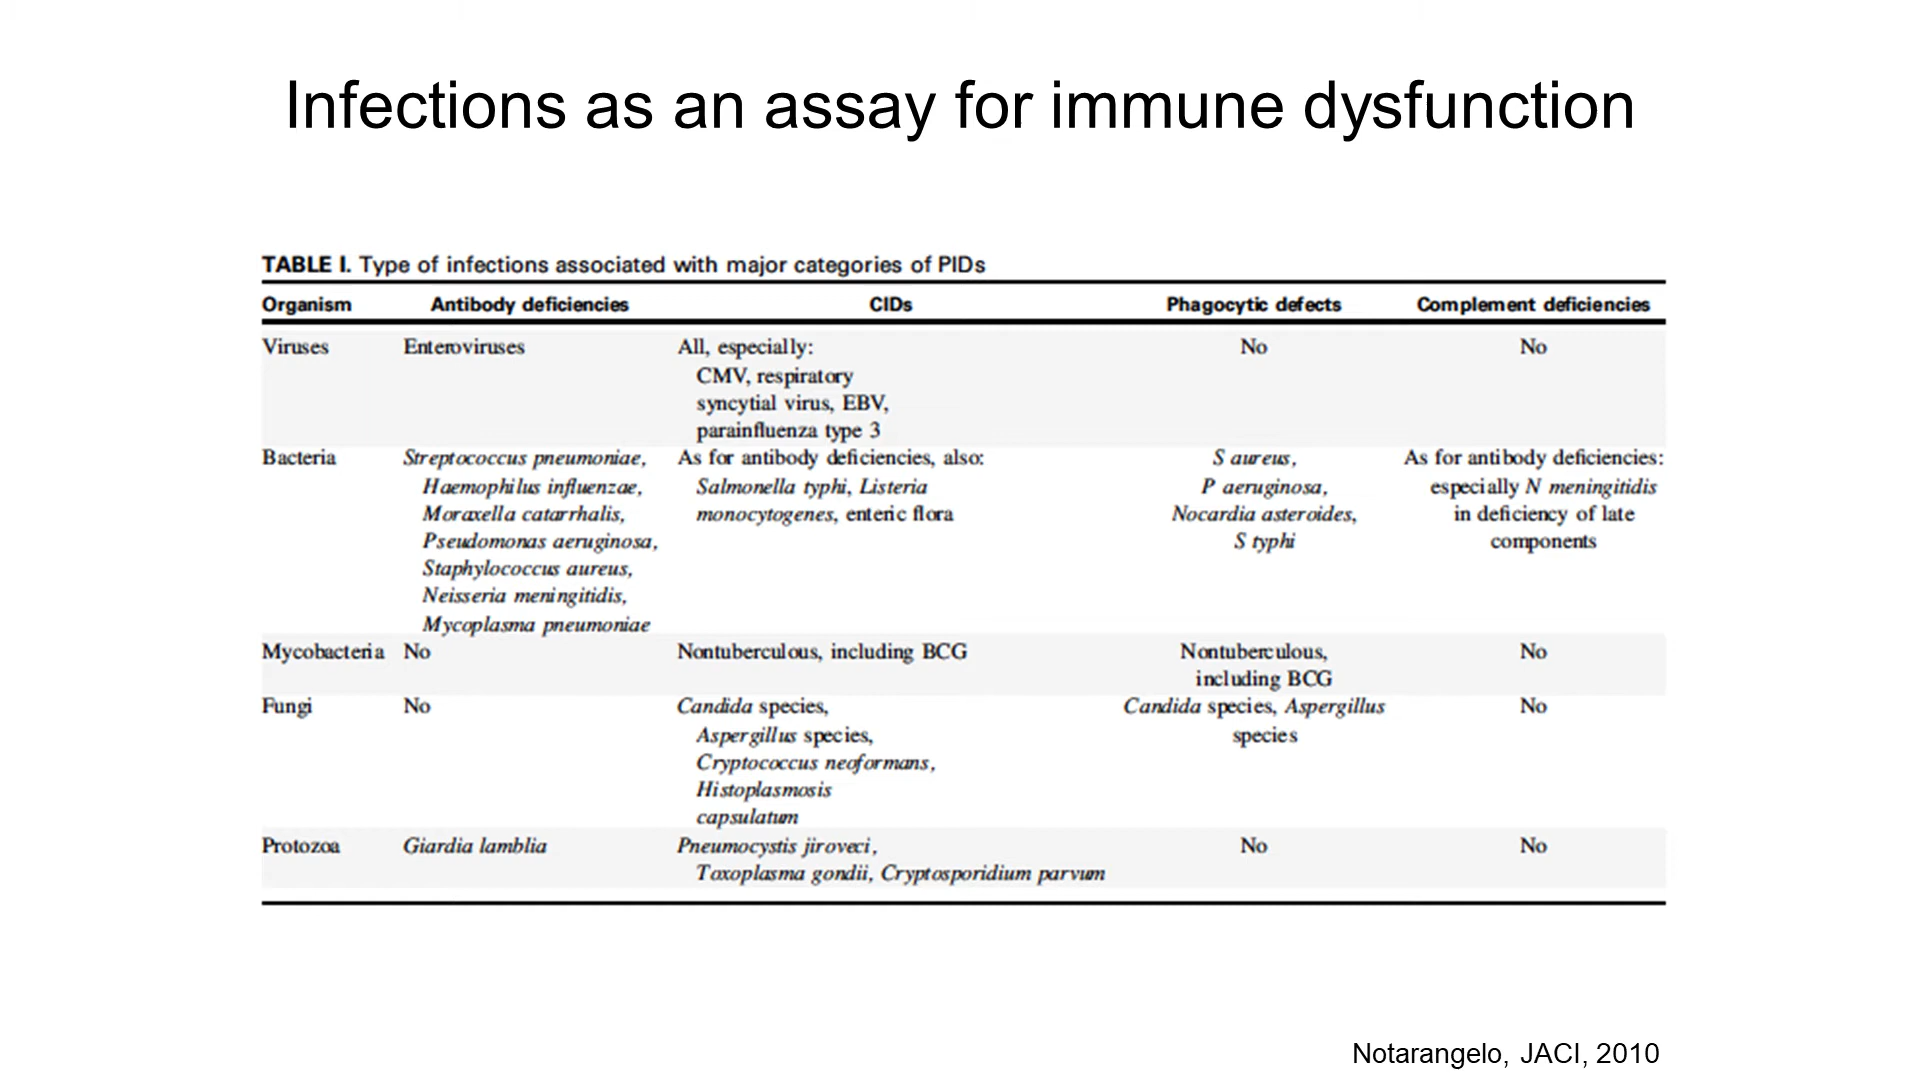 Infections as an assay for immune dysfunction
TABLE I. Type of infections associated with major categories of PIDs
Organism Antibody deficiencies CIDs Phagocytic defects Complement deficiencies
Viruses Enteroviruses All, especially: No No
CMV, respiratory
syncytial virus, EBV,
parainfluenza type 3
Bacteria Streptococcus pneumoniae, As for antibody deficiencies, also: S aureus, As for antibody deficiencies:
Haemophilus influenzae, Salmonella typhi, Listeria P aeruginosa, especially N meningitidis
Moraxella catarrhalis, monocytogenes, enteric flora Nocardia asteroides, in deficiency of late
Pseudomonas aeruginosa, S typhi components
Staphylococcus aureus,
Neisseria meningitidis,
Mycoplasma pneumoniae
Mycobacteria No Nontuberculous, including BCG Nontuberculous, No
including BCG
Fungi No Candida species, Candida species, Aspergillus No
Aspergillus species, species
Cryptococcus neoformans,
Histoplasmosis
capsulatum
Protozoa Giardia lamblia Pneumocystis jiroveci, No No
Toxoplasma gondii, Cryptosporidium parvum
Notarangelo, JACI, 2010